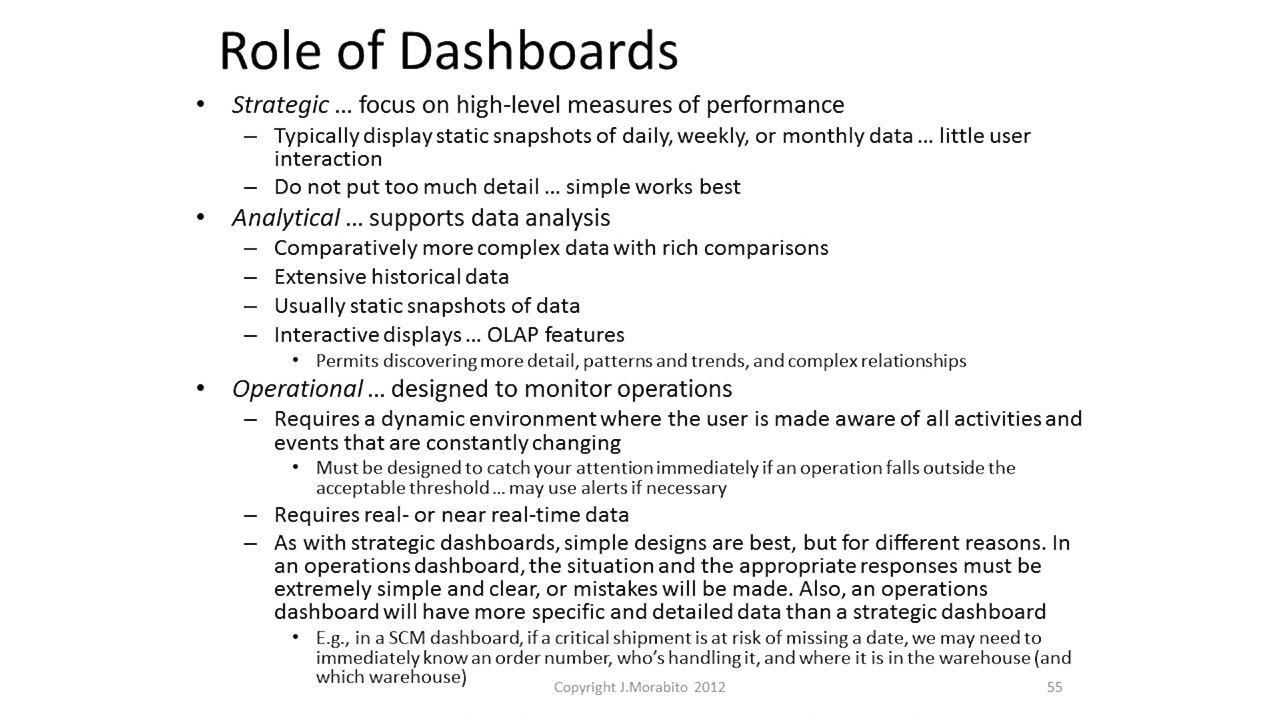 Role of Dashboards
• Strategic … focus on high-level measures of performance
– Typically display static snapshots of daily, weekly, or monthly data … little user
interaction
– Do not put too much detail … simple works best
• Analytical … supports data analysis
– Comparatively more complex data with rich comparisons
– Extensive historical data
– Usually static snapshots of data
– Interactive displays … OLAP features
• Permits discovering more detail, patterns and trends, and complex relationships
• Operational … designed to monitor operations
– Requires a dynamic environment where the user is made aware of all activities and
events that are constantly changing
• Must be designed to catch your attention immediately if an operation falls outside the
acceptable threshold … may use alerts if necessary
– Requires real- or near real-time data
– As with strategic dashboards, simple designs are best, but for different reasons. In
an operations dashboard, the situation and the appropriate responses must be
extremely simple and clear, or mistakes will be made. Also, an operations
dashboard will have more specific and detailed data than a strategic dashboard
• E.g., in a SCM dashboard, if a critical shipment is at risk of missing a date, we may need to
immediately know an order number, who’s handling it, and where it is in the warehouse (and
which warehouse)
Copyright J.Morabito 2012
55